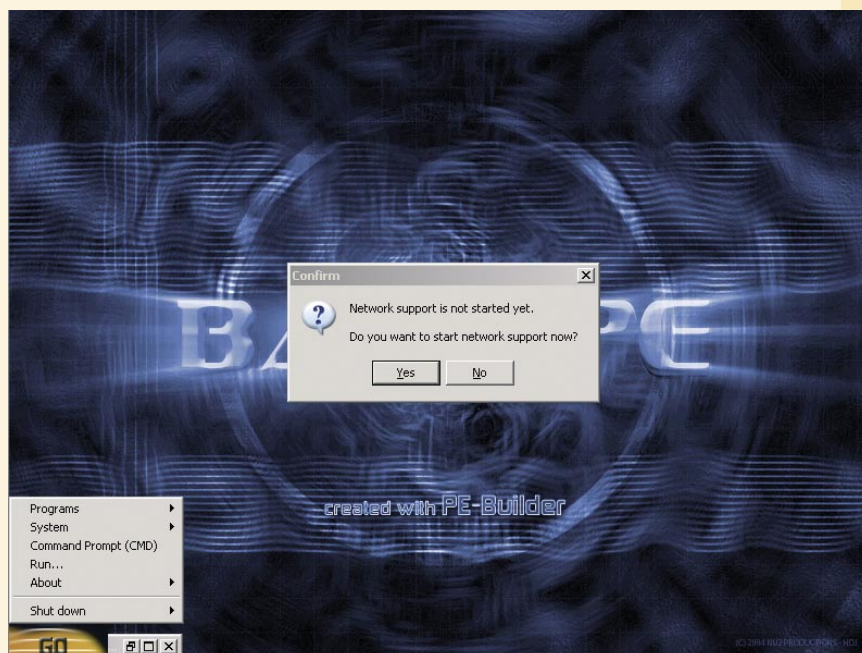 Confirm
Network support is not started yet.
Do you want to start network support now?
Yes
No
PE
created with PE-Builder
Programs
System
Command Prompt (CMD)
Run...
About
Shut down
GO